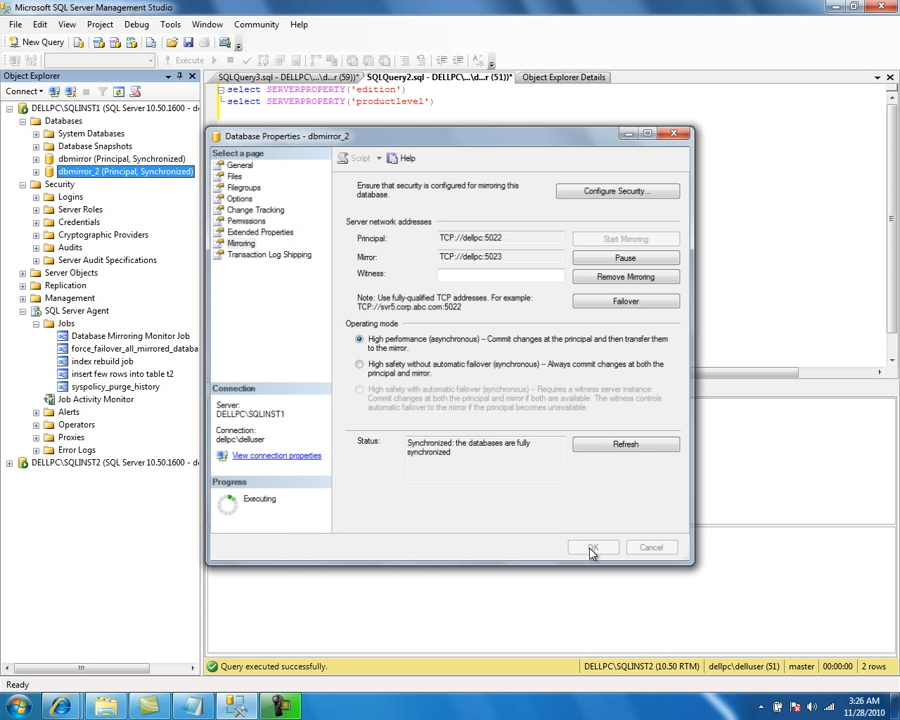 Microsoft SQL Server Management Studio
File Edit View Project Debug Tools Window Community Help
New Query
Execute
Object Explorer
SQLQuery3.sql - DELLPC\...\d...r (59))* SQLQuery2.sql - DELLPC\...\d...r (51))* Object Explorer Details
Connect
select SERVERPROPERTY('edition')
select SERVERPROPERTY('productlevel')
DELLPC\SQLINST1 (SQL Server 10.50.1600 -
Databases
System Databases
Database Snapshots
dbmirror (Principal, Synchronized)
dbmirror_2 (Principal, Synchronized)
Security
Logins
Server Roles
Credentials
Cryptographic Providers
Audits
Server Audit Specifications
Server Objects
Replication
Management
SQL Server Agent
Jobs
Database Mirroring Monitor Job
force_failover_all_mirrored_databa
index rebuild job
insert few rows into table t2
syspolicy_purge_history
Job Activity Monitor
Alerts
Operators
Proxies
Error Logs
DELLPC\SQLINST2 (SQL Server 10.50.1600 -
Database Properties - dbmirror_2
Select a page
General
Files
Filegroups
Options
Change Tracking
Permissions
Extended Properties
Mirroring
Transaction Log Shipping
Connection
Server:
DELLPC\SQLINST1
Connection:
dellpc\delluser
View connection properties
Progress
Executing
Script Help
Ensure that security is configured for mirroring this
database.
Configure Security...
Server network addresses
Principal: TCP://dellpc:5022 Start Mirroring
Mirror: TCP://dellpc:5023 Pause
Witness: Remove Mirroring
Note: Use fully-qualified TCP addresses. For example:
TCP://svr5.corp.abc.com:5022
Failover
Operating mode
High performance (asynchronous) – Commit changes at the principal and then transfer them
to the mirror.
High safety without automatic failover (synchronous) – Always commit changes at both the
principal and mirror.
High safety with automatic failover (synchronous) – Requires a witness server instance.
Commit changes at both the principal and mirror if both are available. The witness controls
automatic failover to the mirror if the principal becomes unavailable.
Status: Synchronized: the databases are fully
synchronized
Refresh
OK Cancel
Query executed successfully. DELLPC\SQLINST2 (10.50 RTM) dellpc\delluser (51) master 00:00:00 2 rows
Ready
3:26 AM
11/28/2010